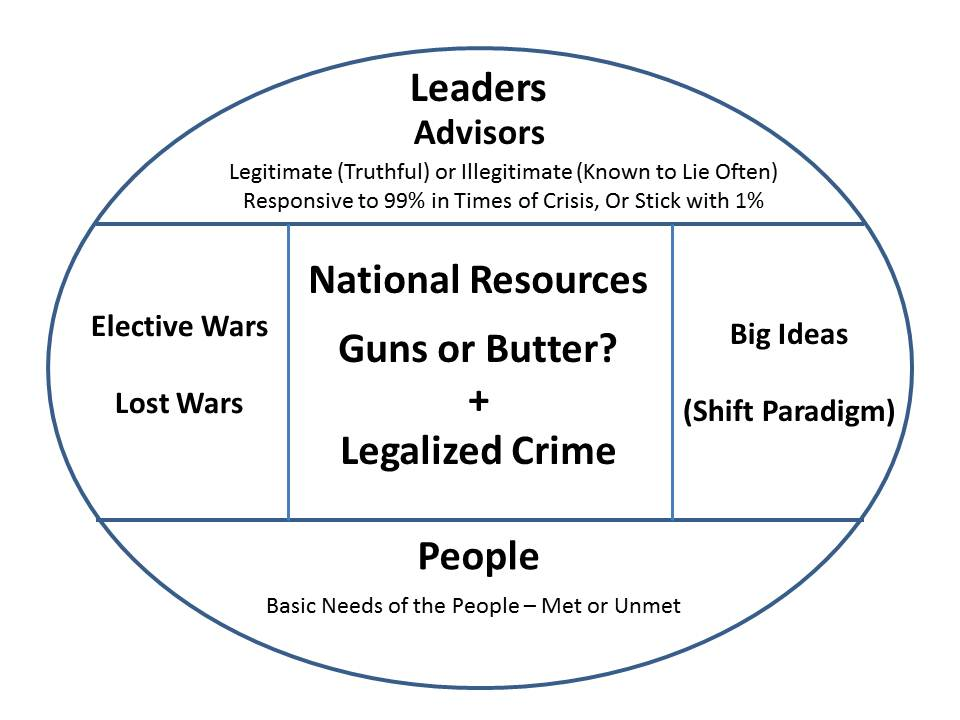 Leaders
Advisors
Legitimate (Truthful) or Illegitimate (Known to Lie Often)
Responsive to 99% in Times of Crisis, Or Stick with 1%
Elective Wars
Lost Wars
National Resources
Guns or Butter?
+
Legalized Crime
Big Ideas
(Shift Paradigm)
People
Basic Needs of the People – Met or Unmet